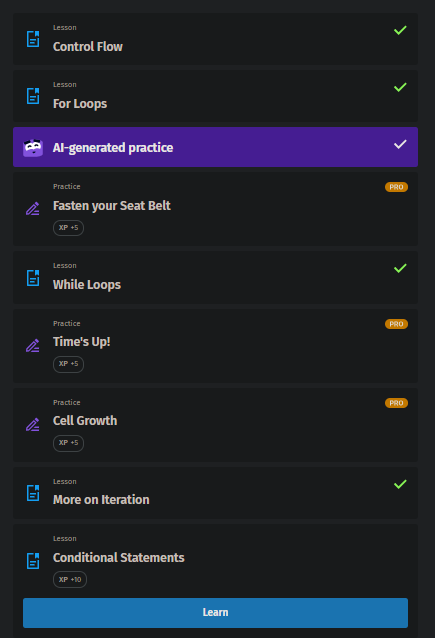 Lesson
Control Flow
Lesson
For Loops
AI-generated practice
Practice
PRO
Fasten your Seat Belt
XP +5
Lesson
While Loops
Practice
PRO
Time's Up!
XP +5
Practice
PRO
Cell Growth
XP +5
Lesson
More on Iteration
Lesson
Conditional Statements
XP +10
Learn